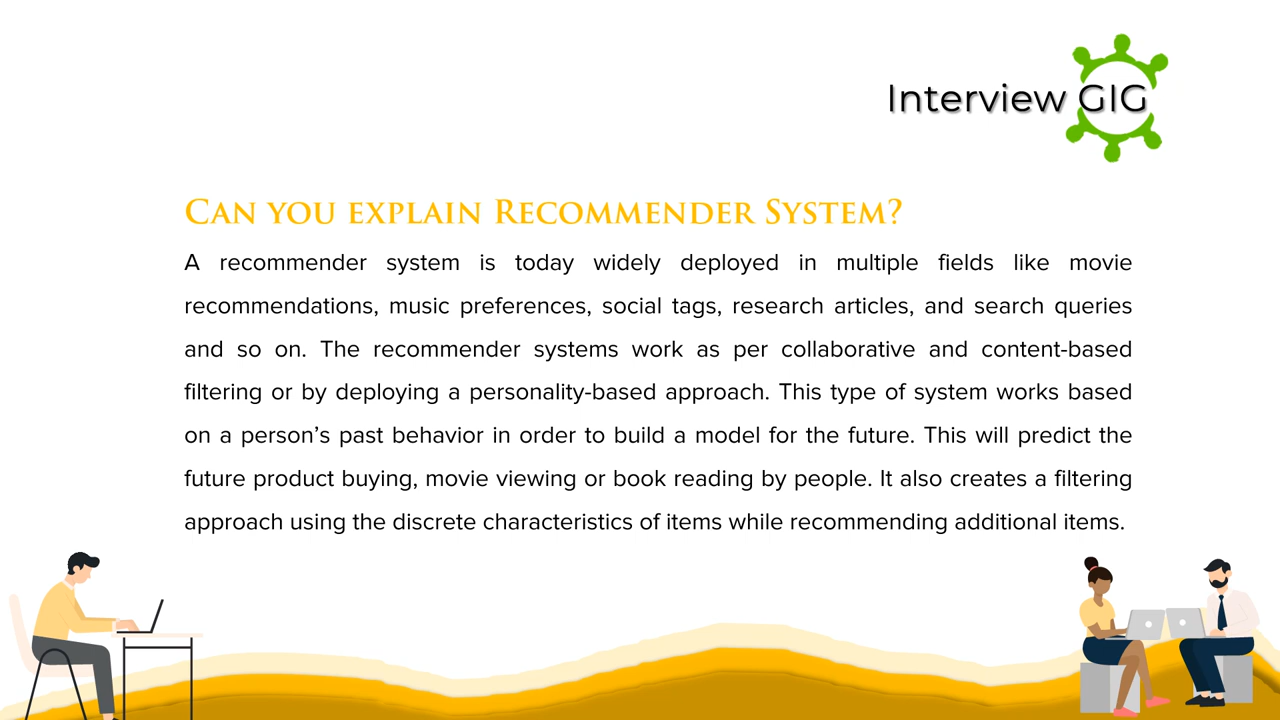 Interview GIG
Can you explain Recommender System?
A recommender system is today widely deployed in multiple fields like movie
recommendations, music preferences, social tags, research articles, and search queries
and so on. The recommender systems work as per collaborative and content-based
filtering or by deploying a personality-based approach. This type of system works based
on a person’s past behavior in order to build a model for the future. This will predict the
future product buying, movie viewing or book reading by people. It also creates a filtering
approach using the discrete characteristics of items while recommending additional items.